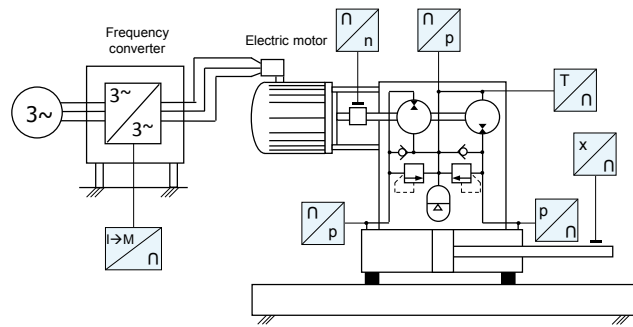 Frequency
converter
Electric motor
3~
3~
3~
I→M
∩
∩
n
∩
p
T
∩
x
∩
∩
p
p
∩